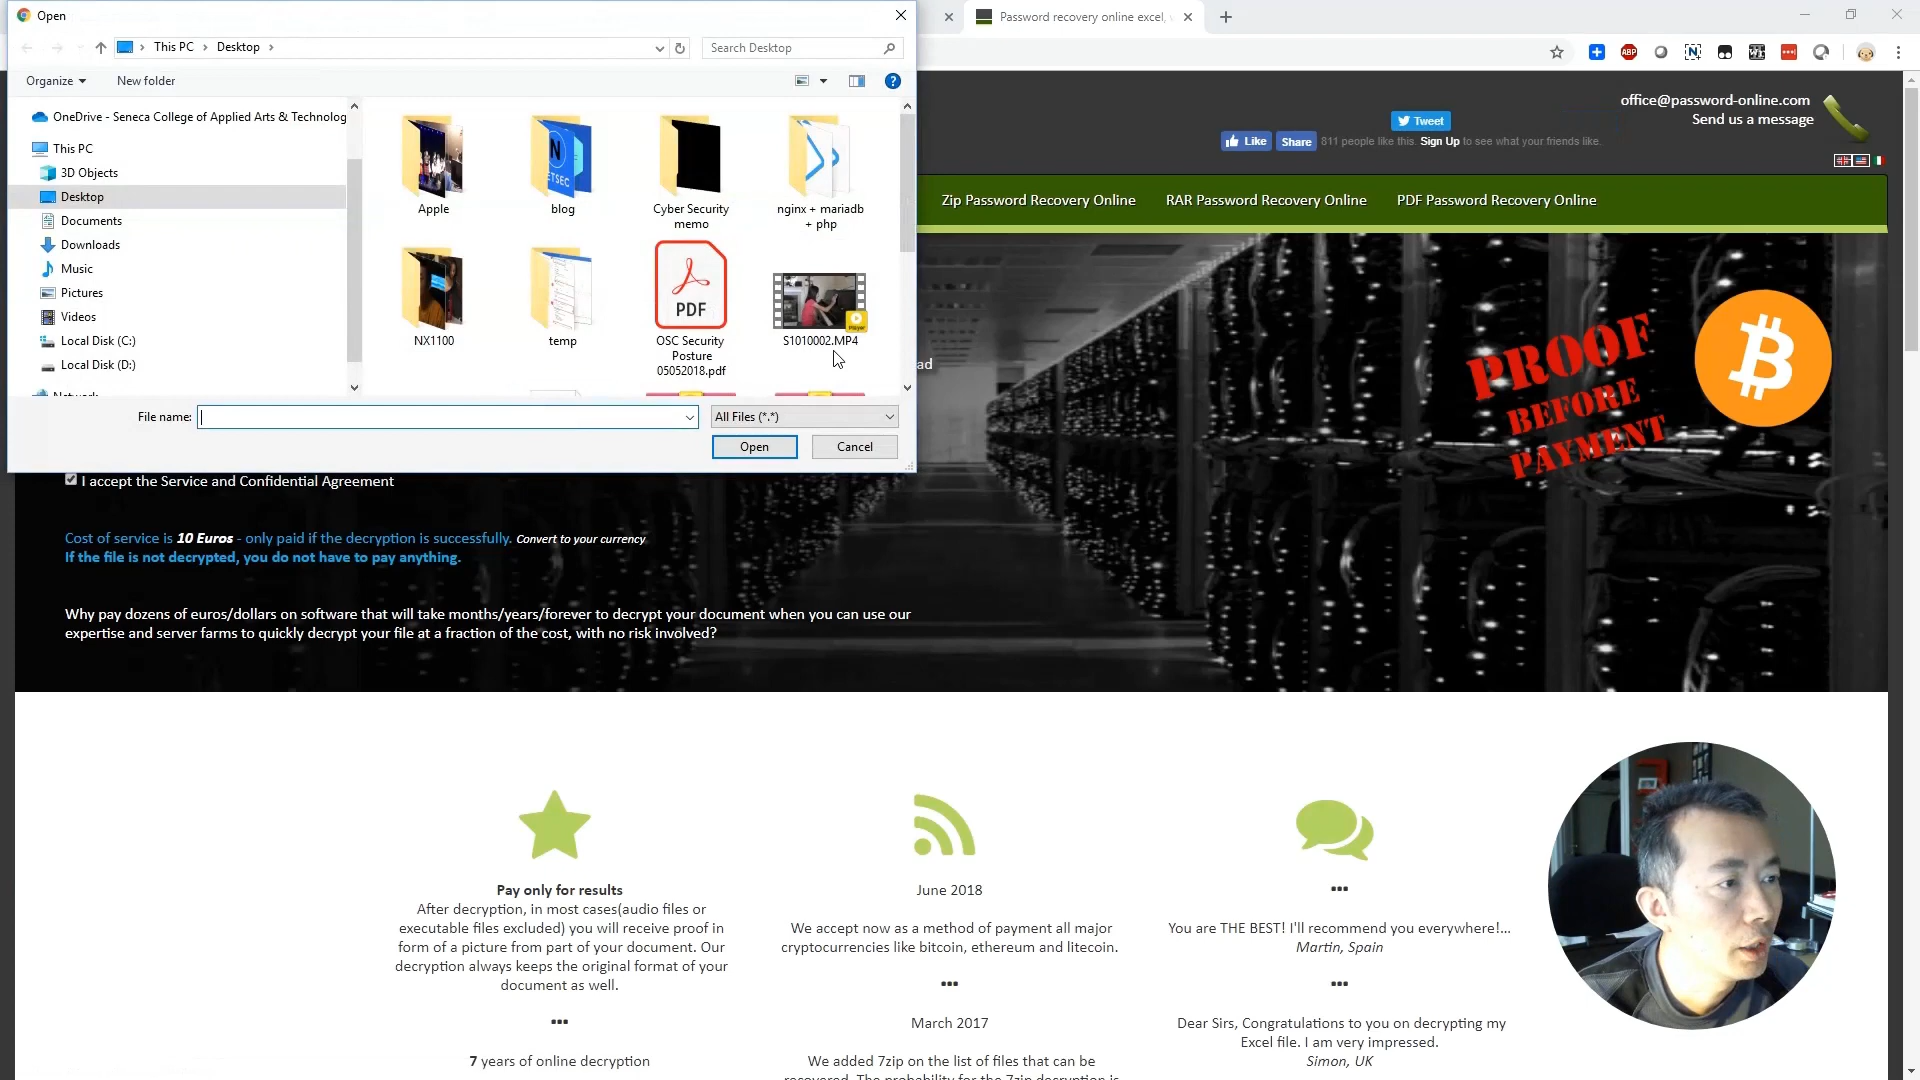 Open
Password recovery online excel,
This PC
Desktop
Search Desktop
Organize
New folder
OneDrive - Seneca College of Applied Arts & Technolog
This PC
3D Objects
Desktop
Documents
Downloads
Music
Pictures
Videos
Local Disk (C:)
Local Disk (D:)
Apple
blog
Cyber Security
memo
nginx + mariadb
+ php
NX1100
temp
PDF
OSC Security
Posture
05052018.pdf
S1010002.MP4
File name:
All Files (*.*)
Open
Cancel
ABP
office@password-online.com
Send us a message
Tweet
Like
Share
811 people like this. Sign Up to see what your friends like.
Zip Password Recovery Online
RAR Password Recovery Online
PDF Password Recovery Online
ad
PROOF
BEFORE
PAYMENT
I accept the Service and Confidential Agreement
Cost of service is 10 Euros - only paid if the decryption is successfully. Convert to your currency
If the file is not decrypted, you do not have to pay anything.
Why pay dozens of euros/dollars on software that will take months/years/forever to decrypt your document when you can use our
expertise and server farms to quickly decrypt your file at a fraction of the cost, with no risk involved?
Pay only for results
After decryption, in most cases(audio files or
executable files excluded) you will receive proof in
form of a picture from part of your document. Our
decryption always keeps the original format of your
document as well.
•••
7 years of online decryption
June 2018
We accept now as a method of payment all major
cryptocurrencies like bitcoin, ethereum and litecoin.
•••
March 2017
We added 7zip on the list of files that can be
recovered. The probability for the 7zip decryption is
•••
You are THE BEST! I'll recommend you everywhere!...
Martin, Spain
•••
Dear Sirs, Congratulations to you on decrypting my
Excel file. I am very impressed.
Simon, UK